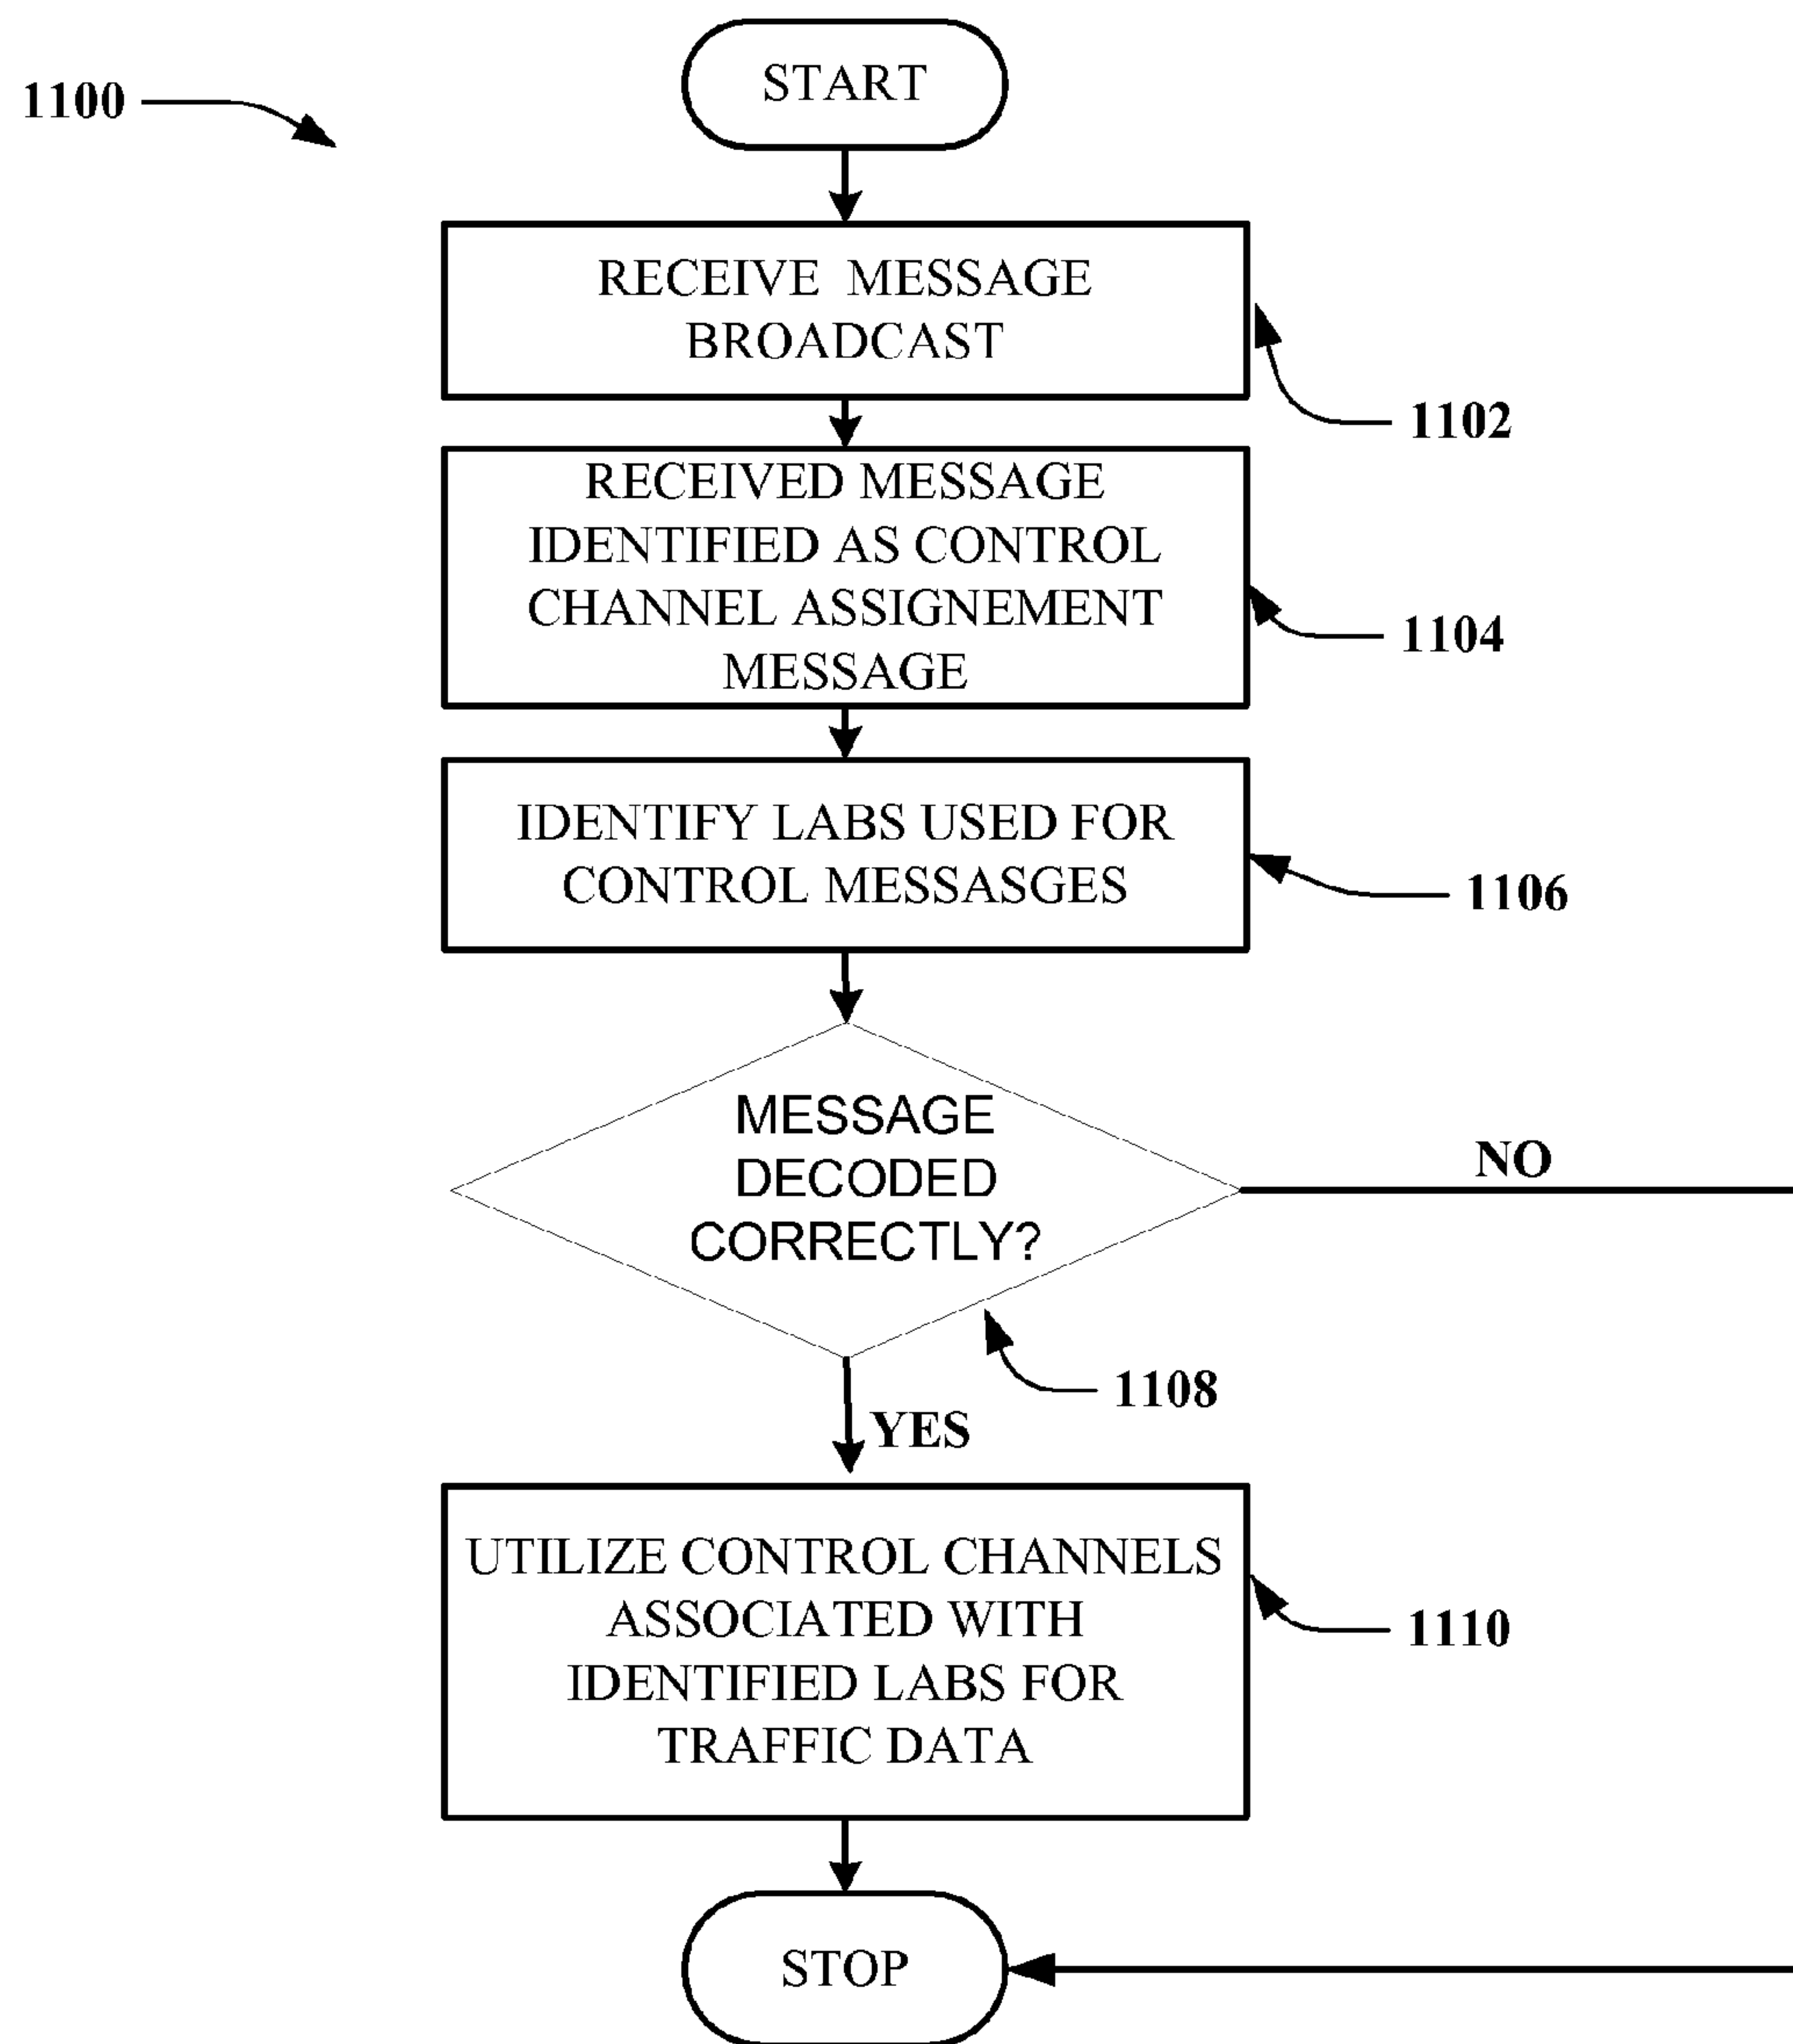 START
1100
RECEIVE MESSAGE
BROADCAST
1102
RECEIVED MESSAGE
IDENTIFIED AS CONTROL
CHANNEL ASSIGNEMENT
MESSAGE
1104
IDENTIFY LABS USED FOR
CONTROL MESSASGES
1106
MESSAGE
DECODED
CORRECTLY?
NO
1108
YES
UTILIZE CONTROL CHANNELS
ASSOCIATED WITH
IDENTIFIED LABS FOR
TRAFFIC DATA
1110
STOP